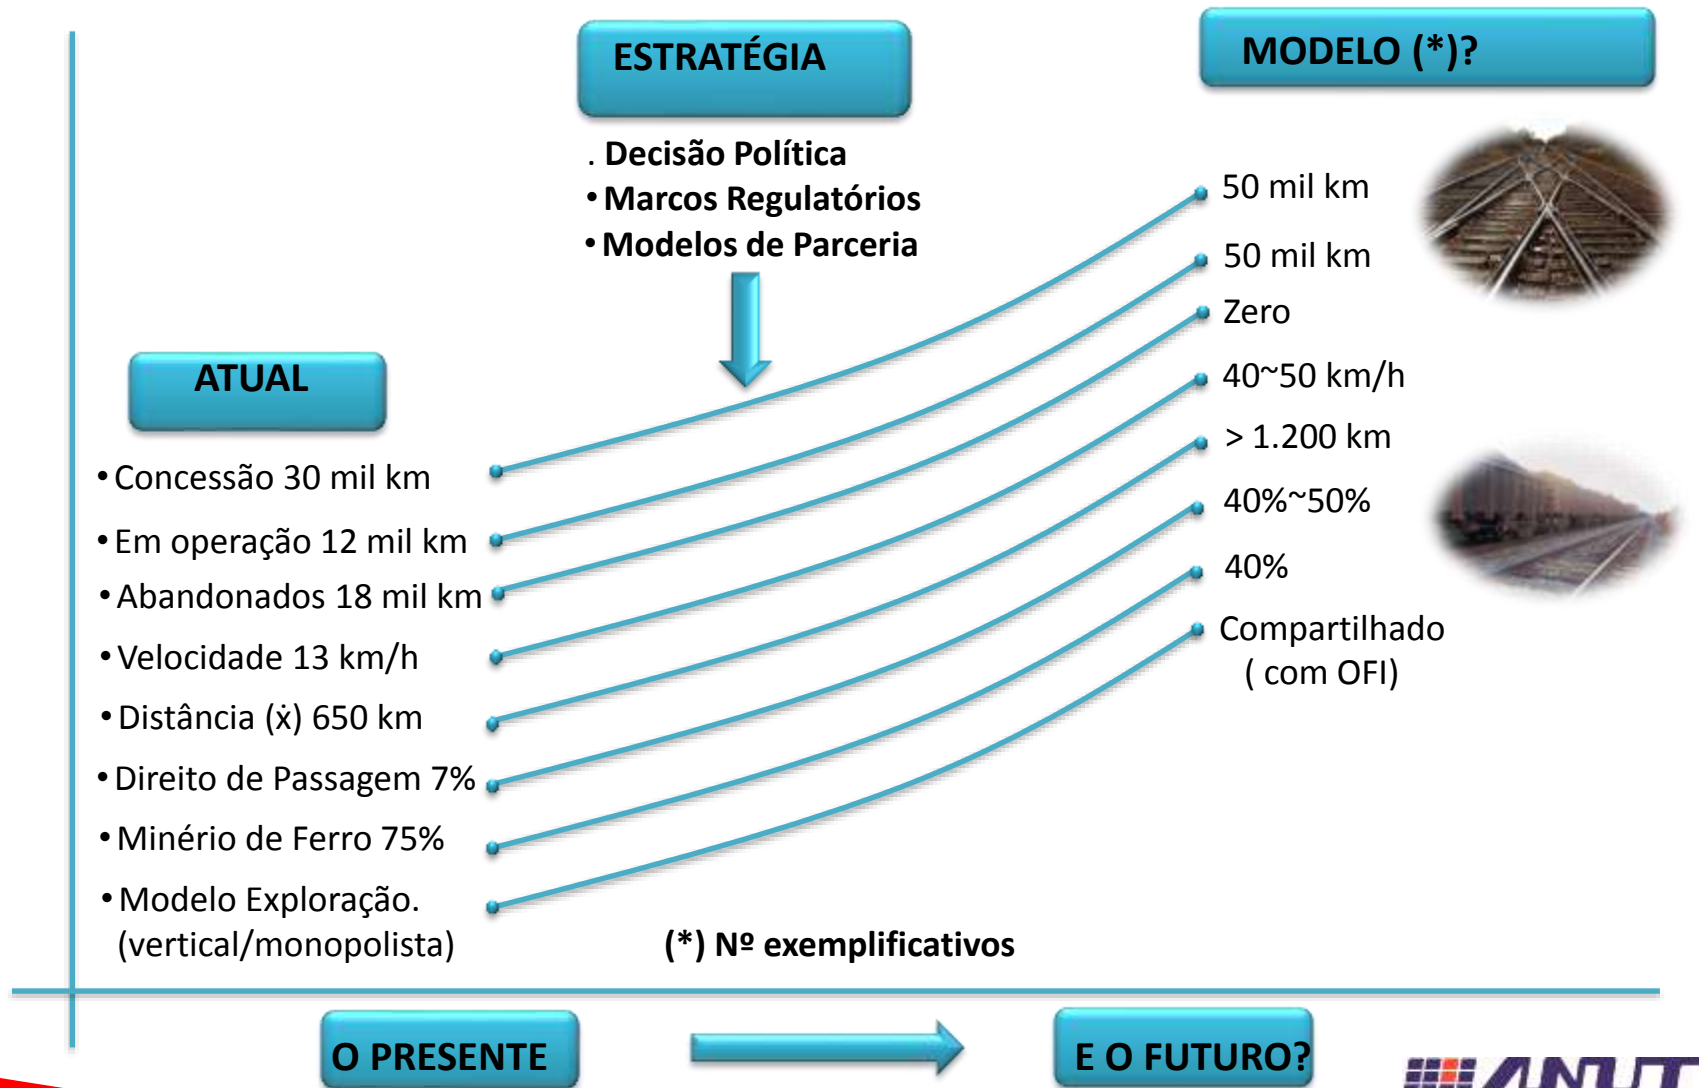 ESTRATÉGIA
MODELO (*)?
. Decisão Política
• Marcos Regulatórios
• Modelos de Parceria
50 mil km
50 mil km
Zero
40~50 km/h
> 1.200 km
40%~50%
40%
Compartilhado
( com OFI)
ATUAL
• Concessão 30 mil km
• Em operação 12 mil km
• Abandonados 18 mil km
• Velocidade 13 km/h
• Distância (ẋ) 650 km
• Direito de Passagem 7%
• Minério de Ferro 75%
• Modelo Exploração.
(vertical/monopolista)
(*) Nº exemplificativos
O PRESENTE
E O FUTURO?
ANUT